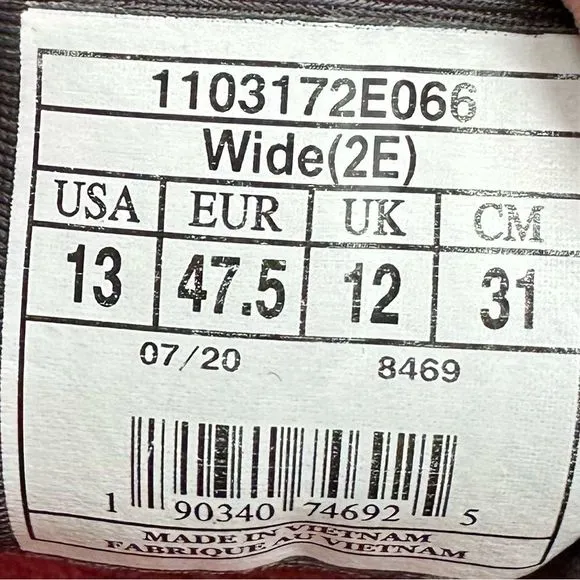 1103172E066
Wide(2E)
USA EUR UK CM
13 47.5 12 31
07/20 8469
1 90340 74692 5
MADE IN VIETNAM
FABRIQUE AU VIETNAM